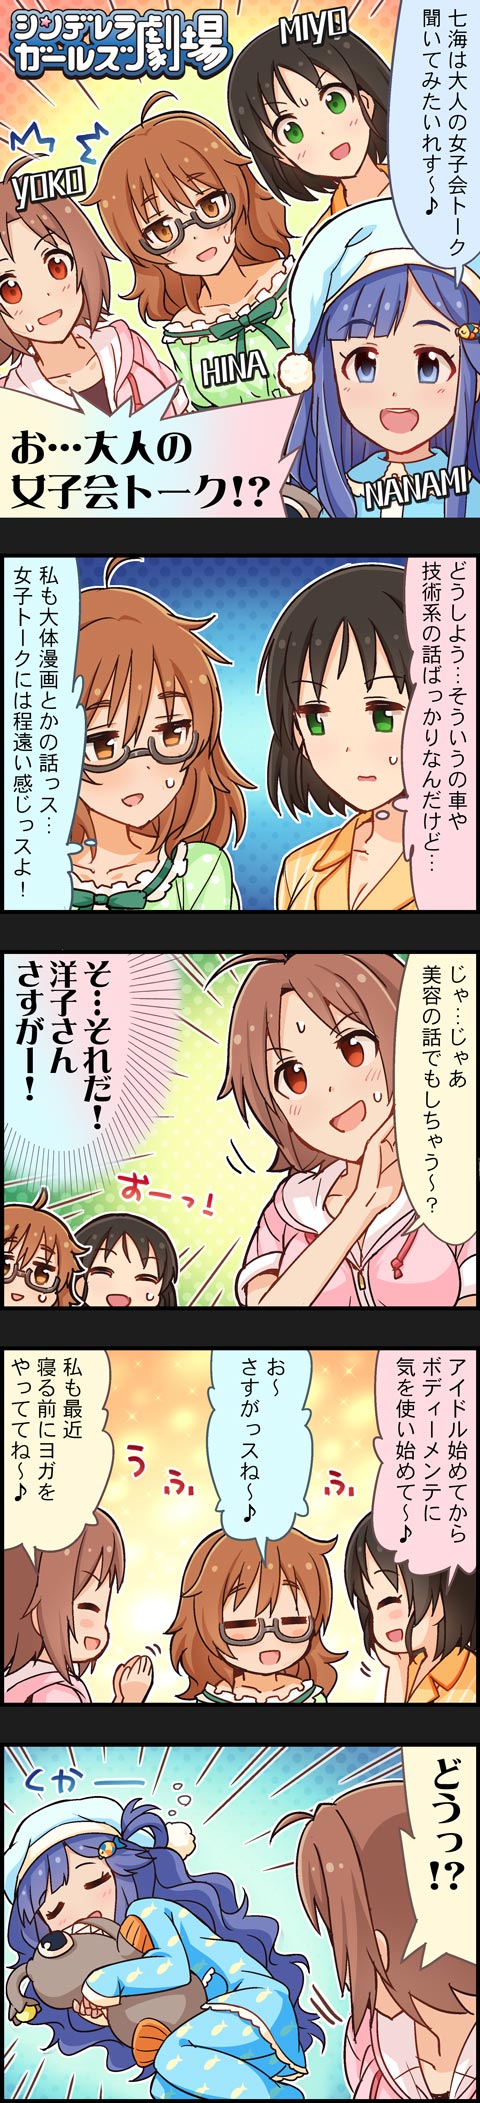 シンデレラ
ガールズ劇場
MIYO
七海は大人の女子会トーク
聞いてみたいれす～♪
YOKO
HINA
NANAMI
お…大人の
女子会トーク!?
どうしよう…そういうの車や
技術系の話ばっかりなんだけど…
私も大体漫画とかの話っス…
女子トークには程遠い感じっスよ！
じゃ…じゃあ
美容の話でもしちゃう～？
そ…それだ！
洋子さん
さすがー！
おーっ！
アイドル始めてから
ボディーメンテに
気を使い始めて～♪
お～
さすがっスね～♪
うふふ
私も最近
寝る前にヨガを
やっててね～♪
どうっ!?
くかー